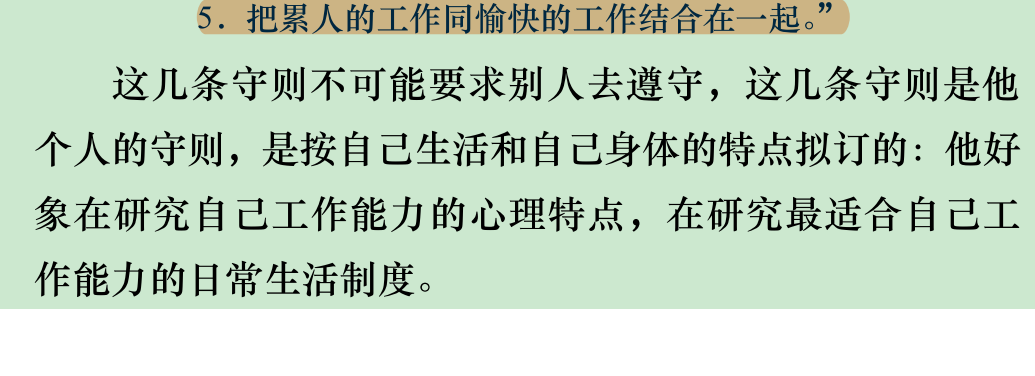 5．把累人的工作同愉快的工作结合在一起。”
这几条守则不可能要求别人去遵守，这几条守则是他
个人的守则，是按自己生活和自己身体的特点拟订的：他好
象在研究自己工作能力的心理特点，在研究最适合自己工
作能力的日常生活制度。